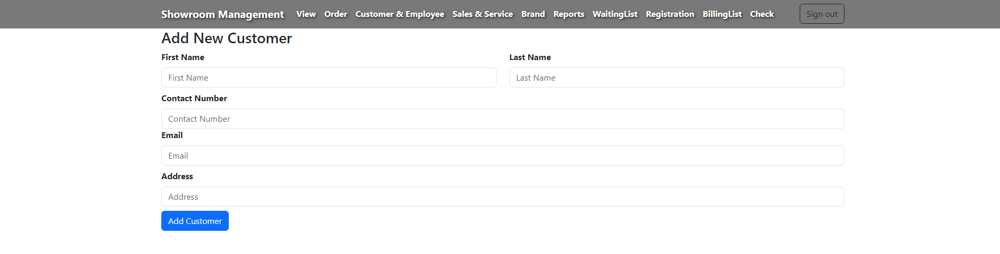 Showroom Management View Order Customer & Employee Sales & Service Brand Reports WaitingList Registration BillingList Check Sign out
Add New Customer
First Name Last Name
First Name Last Name
Contact Number
Contact Number
Email
Email
Address
Address
Add Customer